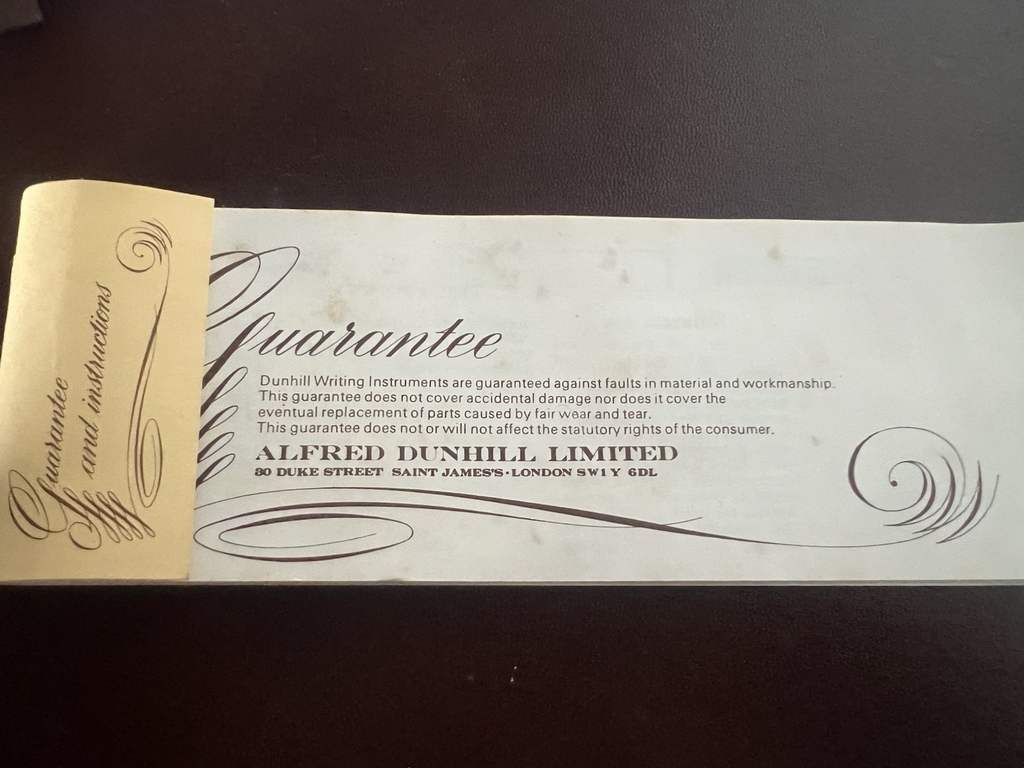 Guarantee
and instructions
Guarantee
Dunhill Writing Instruments are guaranteed against faults in material and workmanship.
This guarantee does not cover accidental damage nor does it cover the
eventual replacement of parts caused by fair wear and tear.
This guarantee does not or will not affect the statutory rights of the consumer.
ALFRED DUNHILL LIMITED
30 DUKE STREET SAINT JAMES'S·LONDON SW1Y 6DL